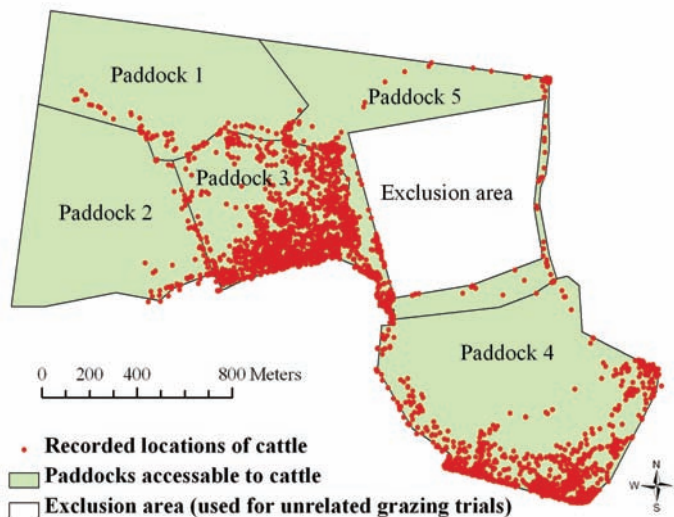 Paddock 1
Paddock 5
Paddock 3
Exclusion area
Paddock 2
Paddock 4
0 200 400 800 Meters
Recorded locations of cattle
Paddocks accessable to cattle
Exclusion area (used for unrelated grazing trials)
N
W E
S